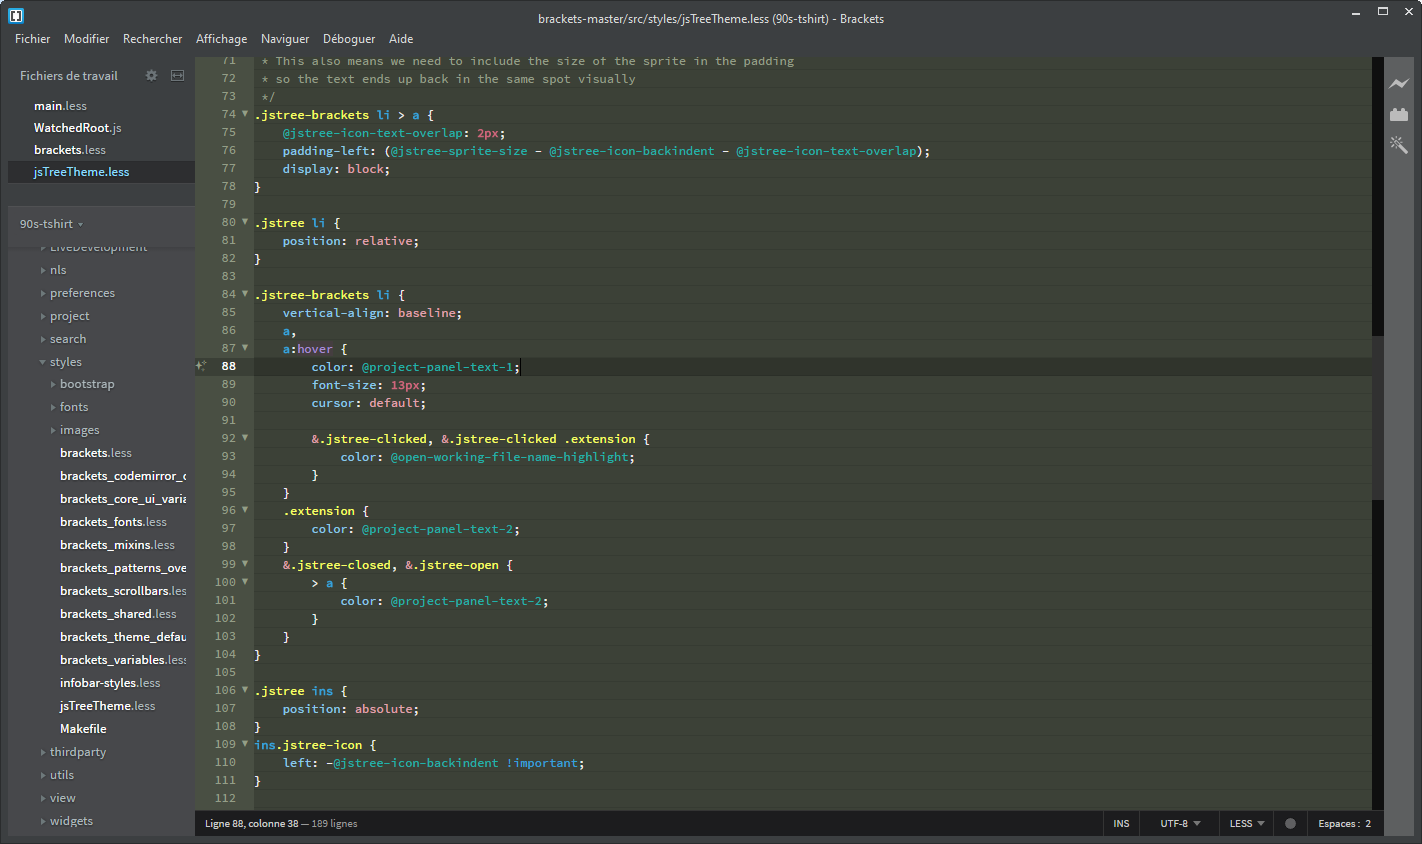 brackets-master/src/styles/jsTreeTheme.less (90s-tshirt) - Brackets
Fichier Modifier Rechercher Affichage Naviguer Déboguer Aide
Fichiers de travail
main.less
WatchedRoot.js
brackets.less
jsTreeTheme.less
90s-tshirt
LiveDevelopment
nls
preferences
project
search
styles
bootstrap
fonts
images
brackets.less
brackets_codemirror_c
brackets_core_ui_varia
brackets_fonts.less
brackets_mixins.less
brackets_patterns_ove
brackets_scrollbars.les
brackets_shared.less
brackets_theme_defau
brackets_variables.less
infobar-styles.less
jsTreeTheme.less
Makefile
thirdparty
utils
view
widgets
71 * This also means we need to include the size of the sprite in the padding
72 * so the text ends up back in the same spot visually
73 */
74 .jstree-brackets li > a {
75 @jstree-icon-text-overlap: 2px;
76 padding-left: (@jstree-sprite-size - @jstree-icon-backindent - @jstree-icon-text-overlap);
77 display: block;
78 }
79
80 .jstree li {
81 position: relative;
82 }
83
84 .jstree-brackets li {
85 vertical-align: baseline;
86 a,
87 a:hover {
88 color: @project-panel-text-1;
89 font-size: 13px;
90 cursor: default;
91
92 &.jstree-clicked, &.jstree-clicked .extension {
93 color: @open-working-file-name-highlight;
94 }
95 }
96 .extension {
97 color: @project-panel-text-2;
98 }
99 &.jstree-closed, &.jstree-open {
100 > a {
101 color: @project-panel-text-2;
102 }
103 }
104 }
105
106 .jstree ins {
107 position: absolute;
108 }
109 ins.jstree-icon {
110 left: -@jstree-icon-backindent !important;
111 }
112
Ligne 88, colonne 38 — 189 lignes INS UTF-8 LESS Espaces : 2